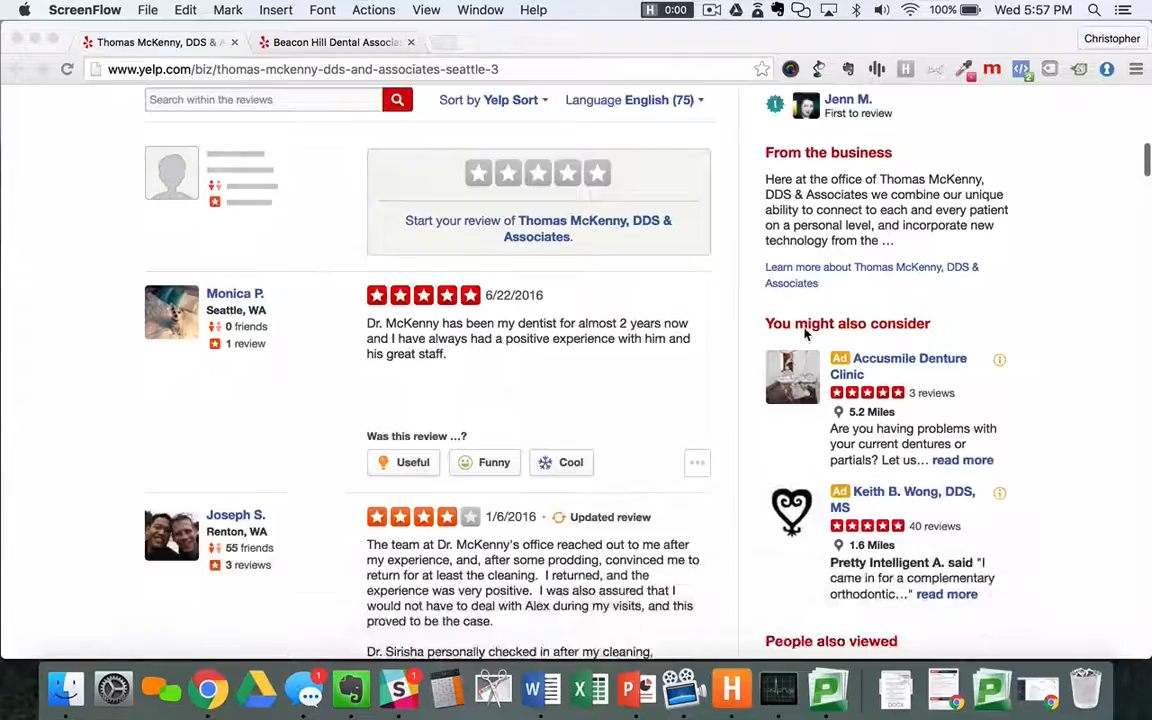 ScreenFlow File Edit Mark Insert Font Actions View Window Help H 0:00 100% Wed 5:57 PM
Thomas McKenny, DDS & A × Beacon Hill Dental Associa × Christopher
www.yelp.com/biz/thomas-mckenny-dds-and-associates-seattle-3
Search within the reviews Sort by Yelp Sort Language English (75)
Start your review of Thomas McKenny, DDS &
Associates.
Monica P.
Seattle, WA
0 friends
1 review
6/22/2016
Dr. McKenny has been my dentist for almost 2 years now
and I have always had a positive experience with him and
his great staff.
Was this review ...?
Useful Funny Cool
Joseph S.
Renton, WA
55 friends
3 reviews
1/6/2016 · Updated review
The team at Dr. McKenny's office reached out to me after
my experience, and, after some prodding, convinced me to
return for at least the cleaning. I returned, and the
experience was very positive. I was also assured that I
would not have to deal with Alex during my visits, and this
proved to be the case.
Dr. Sirisha personally checked in after my cleaning,
Jenn M.
First to review
From the business
Here at the office of Thomas McKenny,
DDS & Associates we combine our unique
ability to connect to each and every patient
on a personal level, and incorporate new
technology from the ...
Learn more about Thomas McKenny, DDS &
Associates
You might also consider
Ad Accusmile Denture
Clinic
3 reviews
5.2 Miles
Are you having problems with
your current dentures or
partials? Let us... read more
Ad Keith B. Wong, DDS,
MS
40 reviews
1.6 Miles
Pretty Intelligent A. said "I
came in for a complementary
orthodontic..." read more
People also viewed